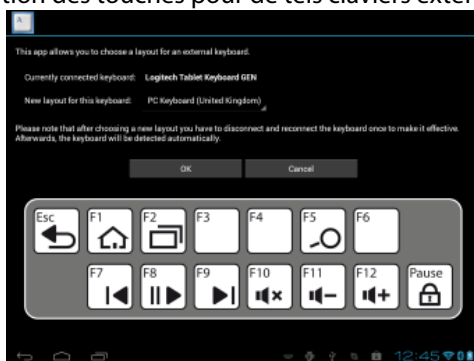 tion des touches pour de tels claviers exter
A
This app allows you to choose a layout for an external keyboard.
Currently connected keyboard: Logitech Tablet Keyboard GEN
New layout for this keyboard: PC Keyboard (United Kingdom)
Please note that after choosing a new layout you have to disconnect and reconnect the keyboard once to make it effective.
Afterwards, the keyboard will be detected automatically.
OK Cancel
Esc F1 F2 F3 F4 F5 F6
F7 F8 F9 F10 F11 F12 Pause
12:45